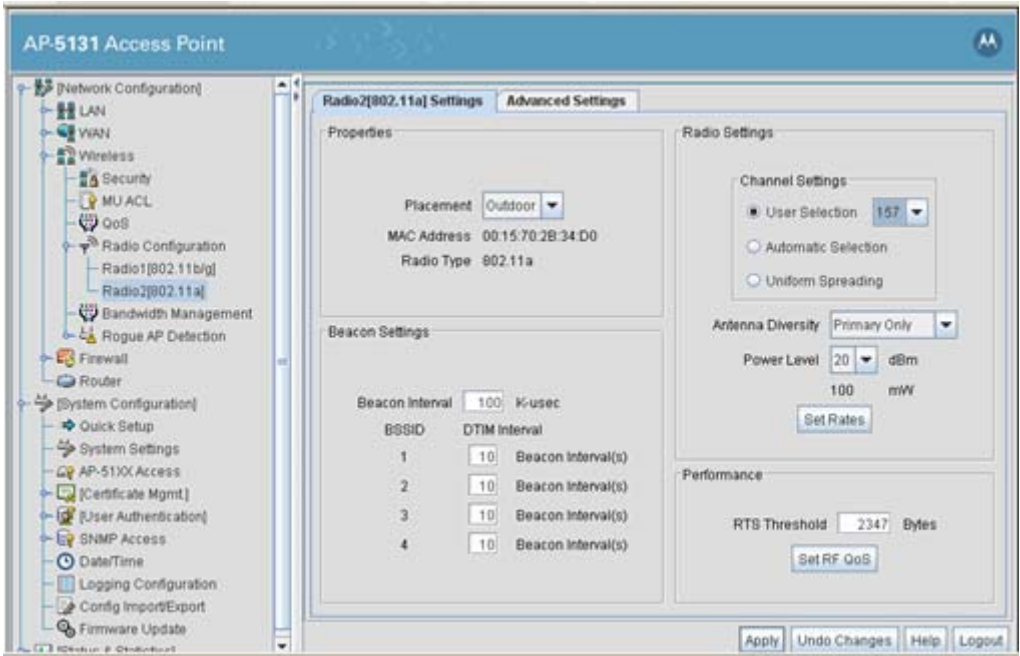 AP-5131 Access Point
[Network Configuration]
LAN
WAN
Wireless
Security
MU ACL
QoS
Radio Configuration
Radio1[802.11b/g]
Radio2[802.11a]
Bandwidth Management
Rogue AP Detection
Firewall
Router
[System Configuration]
Quick Setup
System Settings
AP-51XX Access
[Certificate Mgmt.]
[User Authentication]
SNMP Access
Date/Time
Logging Configuration
Config Import/Export
Firmware Update
[Status & Statistics]
Radio2[802.11a] Settings Advanced Settings
Properties
Placement Outdoor
MAC Address 00:15:70:2B:34:D0
Radio Type 802.11a
Beacon Settings
Beacon Interval 100 K-usec
BSSID DTIM Interval
1 10 Beacon Interval(s)
2 10 Beacon Interval(s)
3 10 Beacon Interval(s)
4 10 Beacon Interval(s)
Radio Settings
Channel Settings
User Selection 157
Automatic Selection
Uniform Spreading
Antenna Diversity Primary Only
Power Level 20 dBm
100 mW
Set Rates
Performance
RTS Threshold 2347 Bytes
Set RF QoS
Apply Undo Changes Help Logout